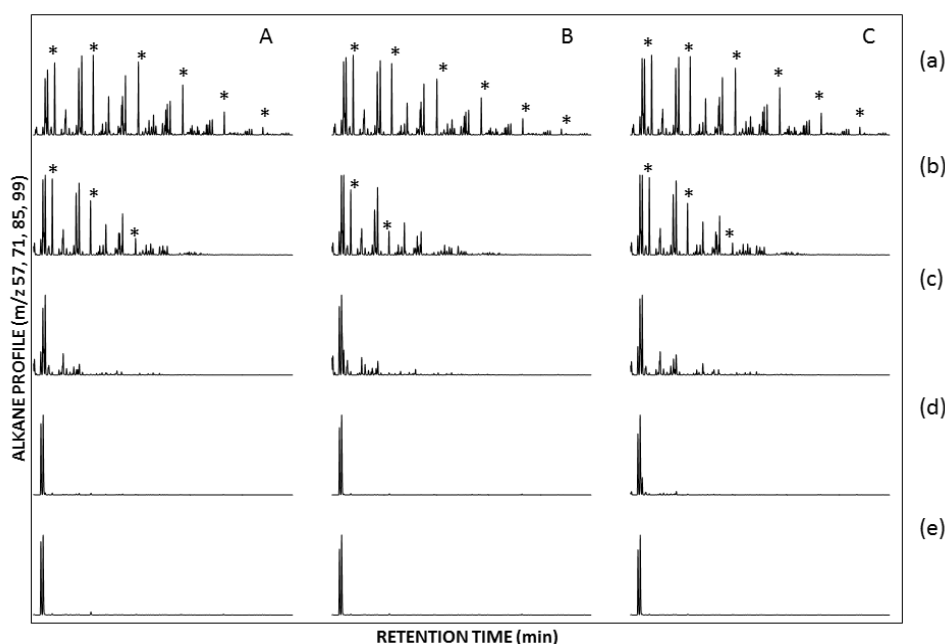 A B C
(a)
* * * * * *
* * * * * *
* * * * * *
(b)
* * *
* * *
* * *
(c)
(d)
(e)
ALKANE PROFILE (m/z 57, 71, 85, 99)
RETENTION TIME (min)